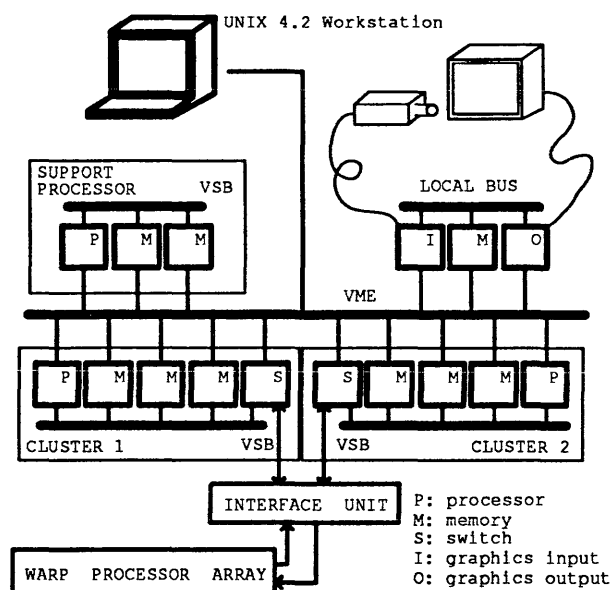 UNIX 4.2 Workstation
SUPPORT
PROCESSOR VSB
LOCAL BUS
P M M
I M O
VME
P M M M S
S M M M P
CLUSTER 1 VSB
VSB CLUSTER 2
INTERFACE UNIT
WARP PROCESSOR ARRAY
P: processor
M: memory
S: switch
I: graphics input
O: graphics output